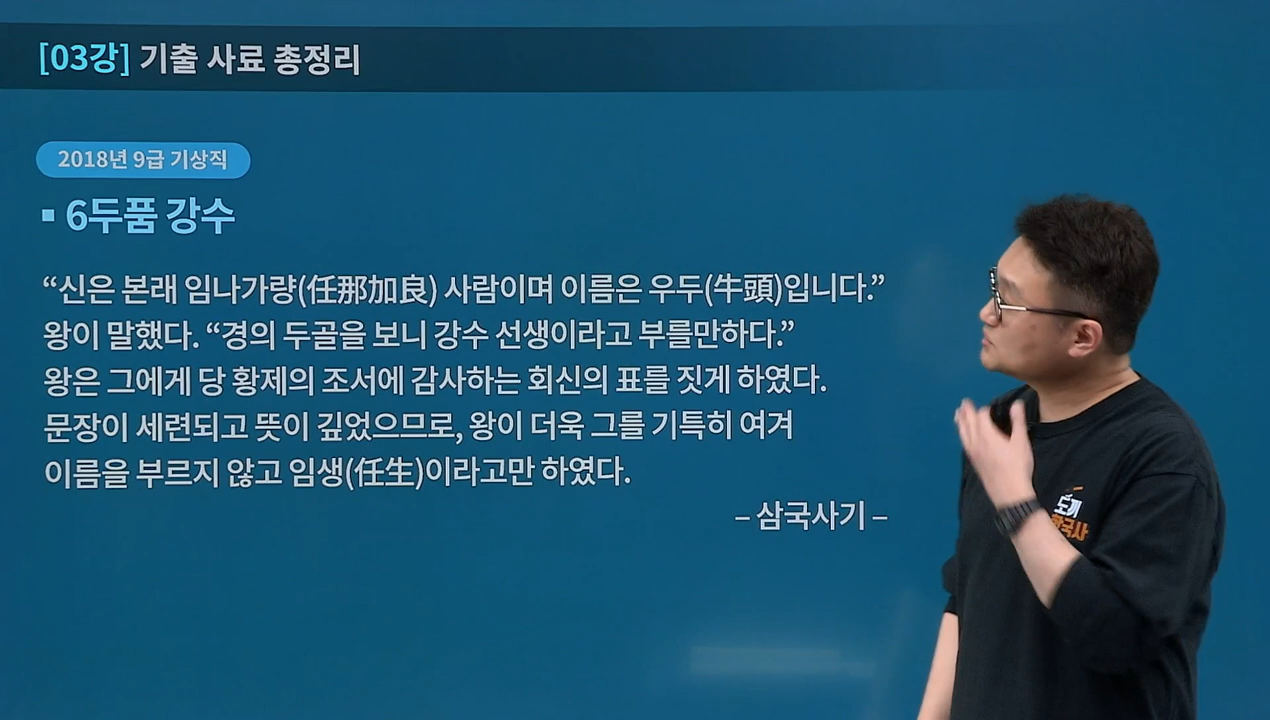 [03강] 기출 사료 총정리
2018년 9급 기상직
▪ 6두품 강수
“신은 본래 임나가량(任那加良) 사람이며 이름은 우두(牛頭)입니다.”
왕이 말했다. “경의 두골을 보니 강수 선생이라고 부를만하다.”
왕은 그에게 당 황제의 조서에 감사하는 회신의 표를 짓게 하였다.
문장이 세련되고 뜻이 깊었으므로, 왕이 더욱 그를 기특히 여겨
이름을 부르지 않고 임생(任生)이라고만 하였다.
– 삼국사기 –
도끼
한국사